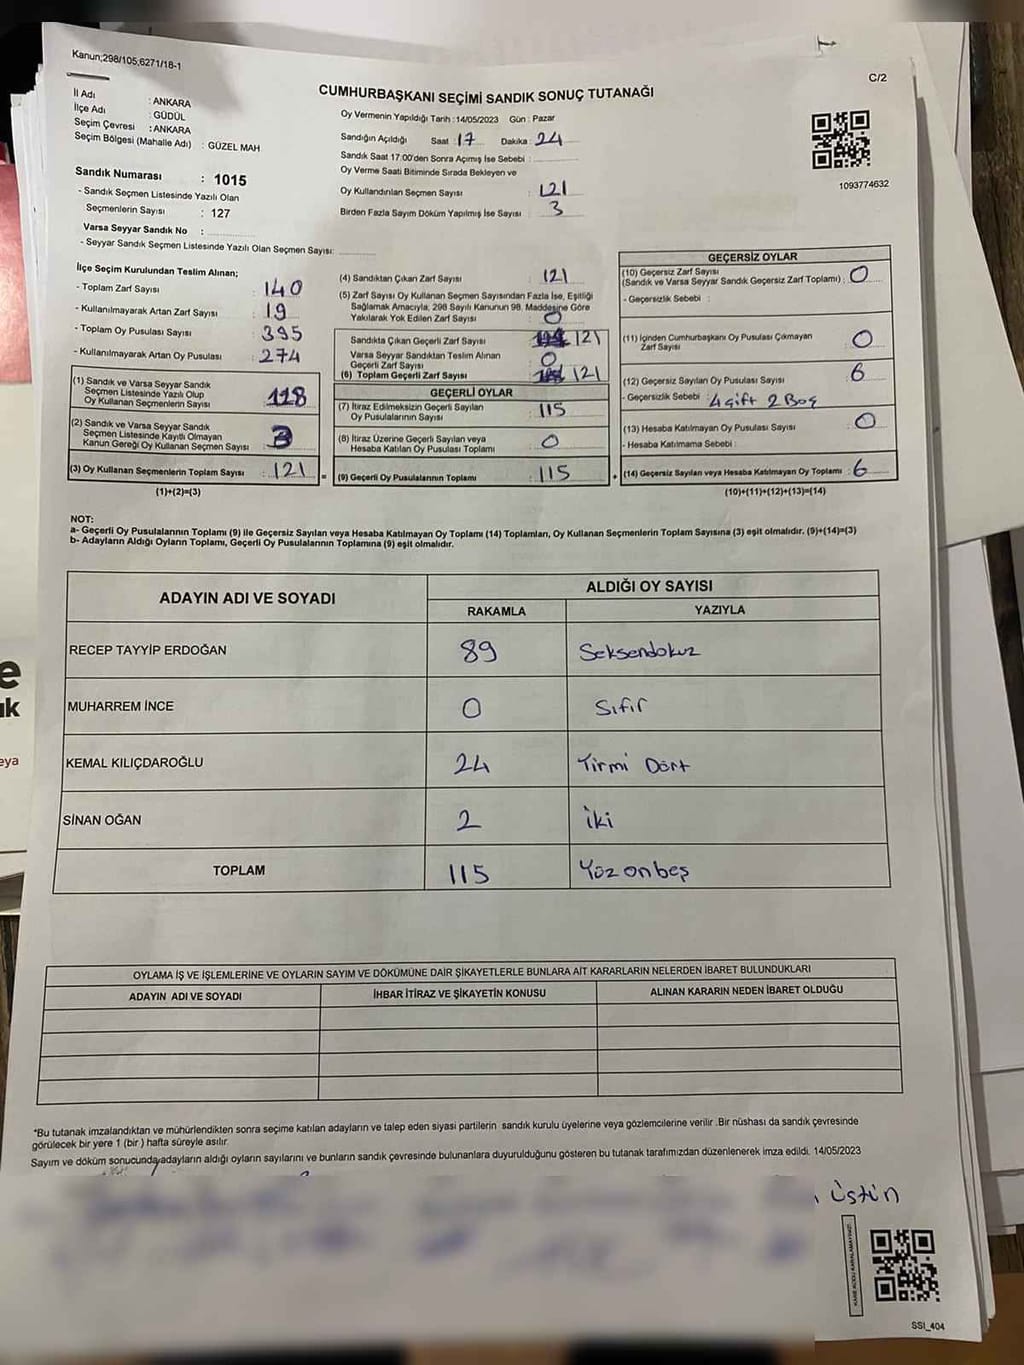 Kanun;298/105,6271/18-1
C/2
CUMHURBAŞKANI SEÇİMİ SANDIK SONUÇ TUTANAĞI
İl Adı : ANKARA
İlçe Adı : GÜDÜL
Seçim Çevresi : ANKARA
Seçim Bölgesi (Mahalle Adı) : GÜZEL MAH
Sandık Numarası : 1015
- Sandık Seçmen Listesinde Yazılı Olan
Seçmenlerin Sayısı : 127
Varsa Seyyar Sandık No :
- Seyyar Sandık Seçmen Listesinde Yazılı Olan Seçmen Sayısı:
Oy Vermenin Yapıldığı Tarih :14/05/2023 Gün : Pazar
Sandığın Açıldığı Saat : 17 Dakika : 24
Sandık Saat 17:00'den Sonra Açımış İse Sebebi :
Oy Verme Saati Bitiminde Sırada Bekleyen ve
Oy Kullandırılan Seçmen Sayısı : 121
Birden Fazla Sayım Döküm Yapılmış İse Sayısı : 3
1093774632
İlçe Seçim Kurulundan Teslim Alınan;
- Toplam Zarf Sayısı : 140
- Kullanılmayarak Artan Zarf Sayısı : 19
- Toplam Oy Pusulası Sayısı : 395
- Kullanılmayarak Artan Oy Pusulası : 274
(1) Sandık ve Varsa Seyyar Sandık
Seçmen Listesinde Yazılı Olup
Oy Kullanan Seçmenlerin Sayısı : 118
(2) Sandık ve Varsa Seyyar Sandık
Seçmen Listesinde Kayıtlı Olmayan
Kanun Gereği Oy Kullanan Seçmen Sayısı : 3
(3) Oy Kullanan Seçmenlerin Toplam Sayısı : 121
(1)+(2)=(3)
(4) Sandıktan Çıkan Zarf Sayısı : 121
(5) Zarf Sayısı Oy Kullanan Seçmen Sayısından Fazla İse, Eşitliği
Sağlamak Amacıyla, 298 Sayılı Kanunun 98. Maddesine Göre
Yakılarak Yok Edilen Zarf Sayısı : 0
Sandıkta Çıkan Geçerli Zarf Sayısı : 121
Varsa Seyyar Sandıktan Teslim Alınan
Geçerli Zarf Sayısı : 0
(6) Toplam Geçerli Zarf Sayısı : 121
GEÇERLİ OYLAR
(7) İtiraz Edilmeksizin Geçerli Sayılan
Oy Pusulalarının Sayısı : 115
(8) İtiraz Üzerine Geçerli Sayılan veya
Hesaba Katılan Oy Pusulası Toplamı : 0
(9) Geçerli Oy Pusulalarının Toplamı : 115
GEÇERSİZ OYLAR
(10) Geçersiz Zarf Sayısı
(Sandık ve Varsa Seyyar Sandık Geçersiz Zarf Toplamı) : 0
- Geçersizlik Sebebi :
(11) İçinden Cumhurbaşkanı Oy Pusulası Çıkmayan
Zarf Sayısı : 0
(12) Geçersiz Sayılan Oy Pusulası Sayısı : 6
- Geçersizlik Sebebi : 4 çift 2 Boş
(13) Hesaba Katılmayan Oy Pusulası Sayısı : 0
- Hesaba Katılmama Sebebi :
(14) Geçersiz Sayılan veya Hesaba Katılmayan Oy Toplamı : 6
(10)+(11)+(12)+(13)=(14)
NOT:
a- Geçerli Oy Pusulalarının Toplamı (9) ile Geçersiz Sayılan veya Hesaba Katılmayan Oy Toplamı (14) Toplamları, Oy Kullanan Seçmenlerin Toplam Sayısına (3) eşit olmalıdır. (9)+(14)=(3)
b- Adayların Aldığı Oyların Toplamı, Geçerli Oy Pusulalarının Toplamına (9) eşit olmalıdır.
ADAYIN ADI VE SOYADI
ALDIĞI OY SAYISI
RAKAMLA YAZIYLA
RECEP TAYYİP ERDOĞAN 89 Seksendokuz
MUHARREM İNCE 0 Sıfır
KEMAL KILIÇDAROĞLU 24 Yirmi Dört
SİNAN OĞAN 2 iki
TOPLAM 115 Yüz onbeş
OYLAMA İŞ VE İŞLEMLERİNE VE OYLARIN SAYIM VE DÖKÜMÜNE DAİR ŞİKAYETLERLE BUNLARA AİT KARARLARIN NELERDEN İBARET BULUNDUKLARI
ADAYIN ADI VE SOYADI İHBAR İTİRAZ VE ŞİKAYETİN KONUSU ALINAN KARARIN NEDEN İBARET OLDUĞU
*Bu tutanak imzalandıktan ve mühürlendikten sonra seçime katılan adayların ve talep eden siyasi partilerin sandık kurulu üyelerine veya gözlemcilerine verilir .Bir nüshası da sandık çevresinde
görülecek bir yere 1 (bir ) hafta süreyle asılır.
Sayım ve döküm sonucunda adayların aldığı oyların sayılarını ve bunların sandık çevresinde bulunanlara duyurulduğunu gösteren bu tutanak tarafımızdan düzenlenerek imza edildi. 14/05/2023
üstün
KARE KODU KARALAMAYINIZ!
SSI_404
e
ık
eya